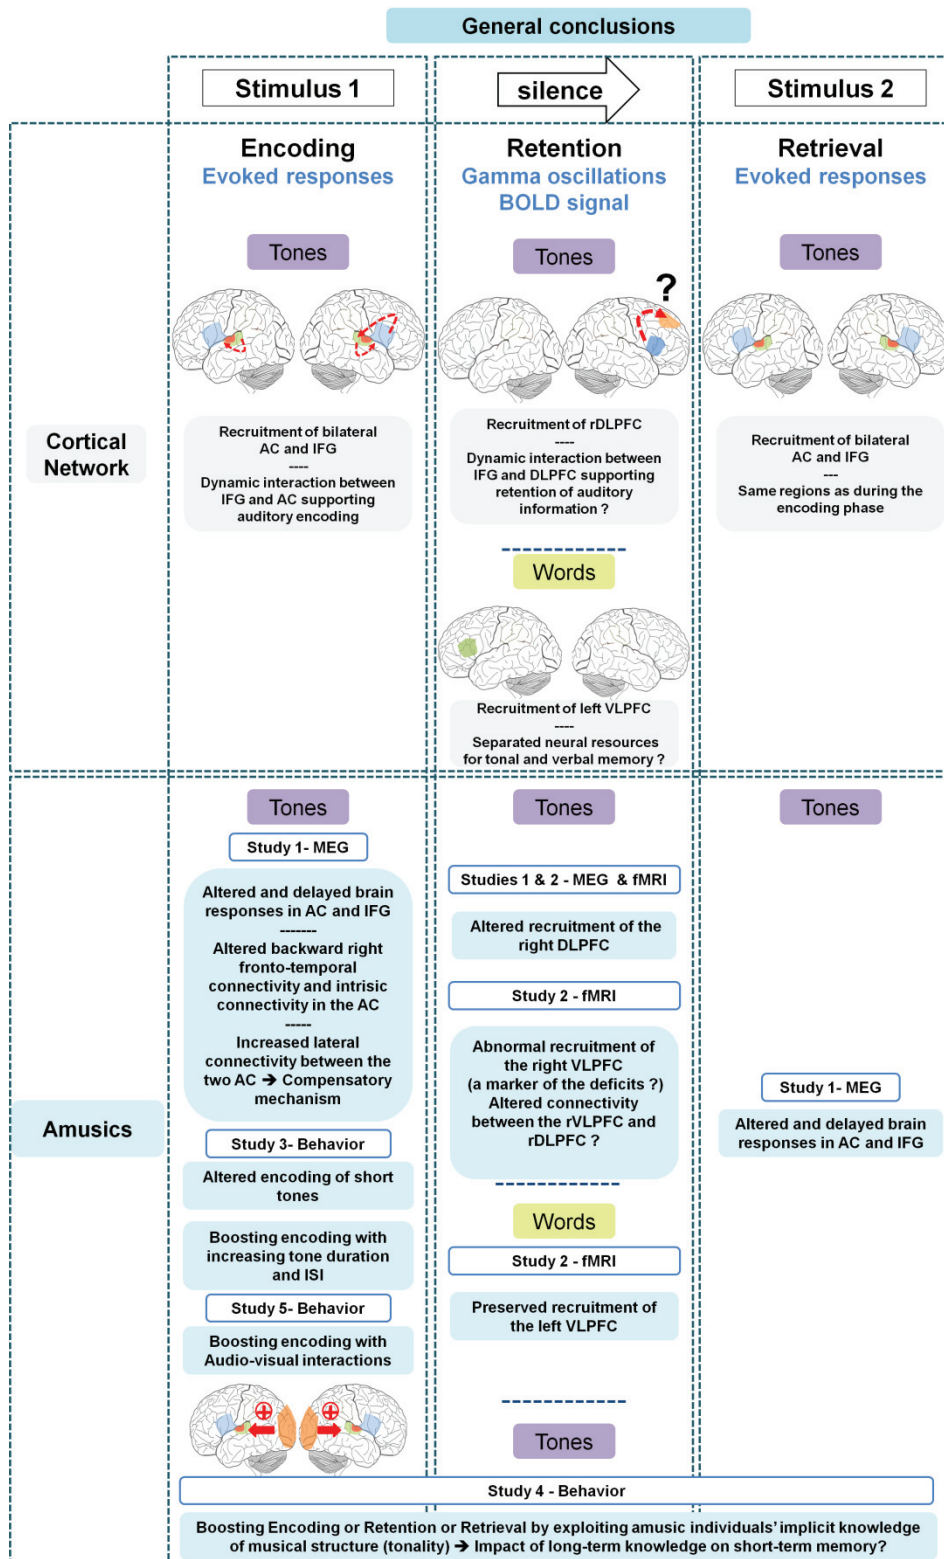 General conclusions
Stimulus 1
silence
Stimulus 2
Encoding
Evoked responses
Retention
Gamma oscillations
BOLD signal
Retrieval
Evoked responses
Tones
Tones
?
Tones
Cortical
Network
Recruitment of bilateral
AC and IFG
----
Dynamic interaction between
IFG and AC supporting
auditory encoding
Recruitment of rDLPFC
----
Dynamic interaction between
IFG and DLPFC supporting
retention of auditory
information ?
Recruitment of bilateral
AC and IFG
---
Same regions as during the
encoding phase
Words
Recruitment of left VLPFC
----
Separated neural resources
for tonal and verbal memory ?
Amusics
Tones
Study 1- MEG
Altered and delayed brain
responses in AC and IFG
-------
Altered backward right
fronto-temporal
connectivity and intrisic
connectivity in the AC
-----
Increased lateral
connectivity between the
two AC ➔ Compensatory
mechanism
Study 3- Behavior
Altered encoding of short
tones
Boosting encoding with
increasing tone duration
and ISI
Study 5- Behavior
Boosting encoding with
Audio-visual interactions
Tones
Studies 1 & 2 - MEG & fMRI
Altered recruitment of the
right DLPFC
Study 2 - fMRI
Abnormal recruitment of
the right VLPFC
(a marker of the deficits ?)
Altered connectivity
between the rVLPFC and
rDLPFC ?
Words
Study 2 - fMRI
Preserved recruitment of
the left VLPFC
Tones
Tones
Study 1- MEG
Altered and delayed brain
responses in AC and IFG
Study 4 - Behavior
Boosting Encoding or Retention or Retrieval by exploiting amusic individuals' implicit knowledge
of musical structure (tonality) ➔ Impact of long-term knowledge on short-term memory?